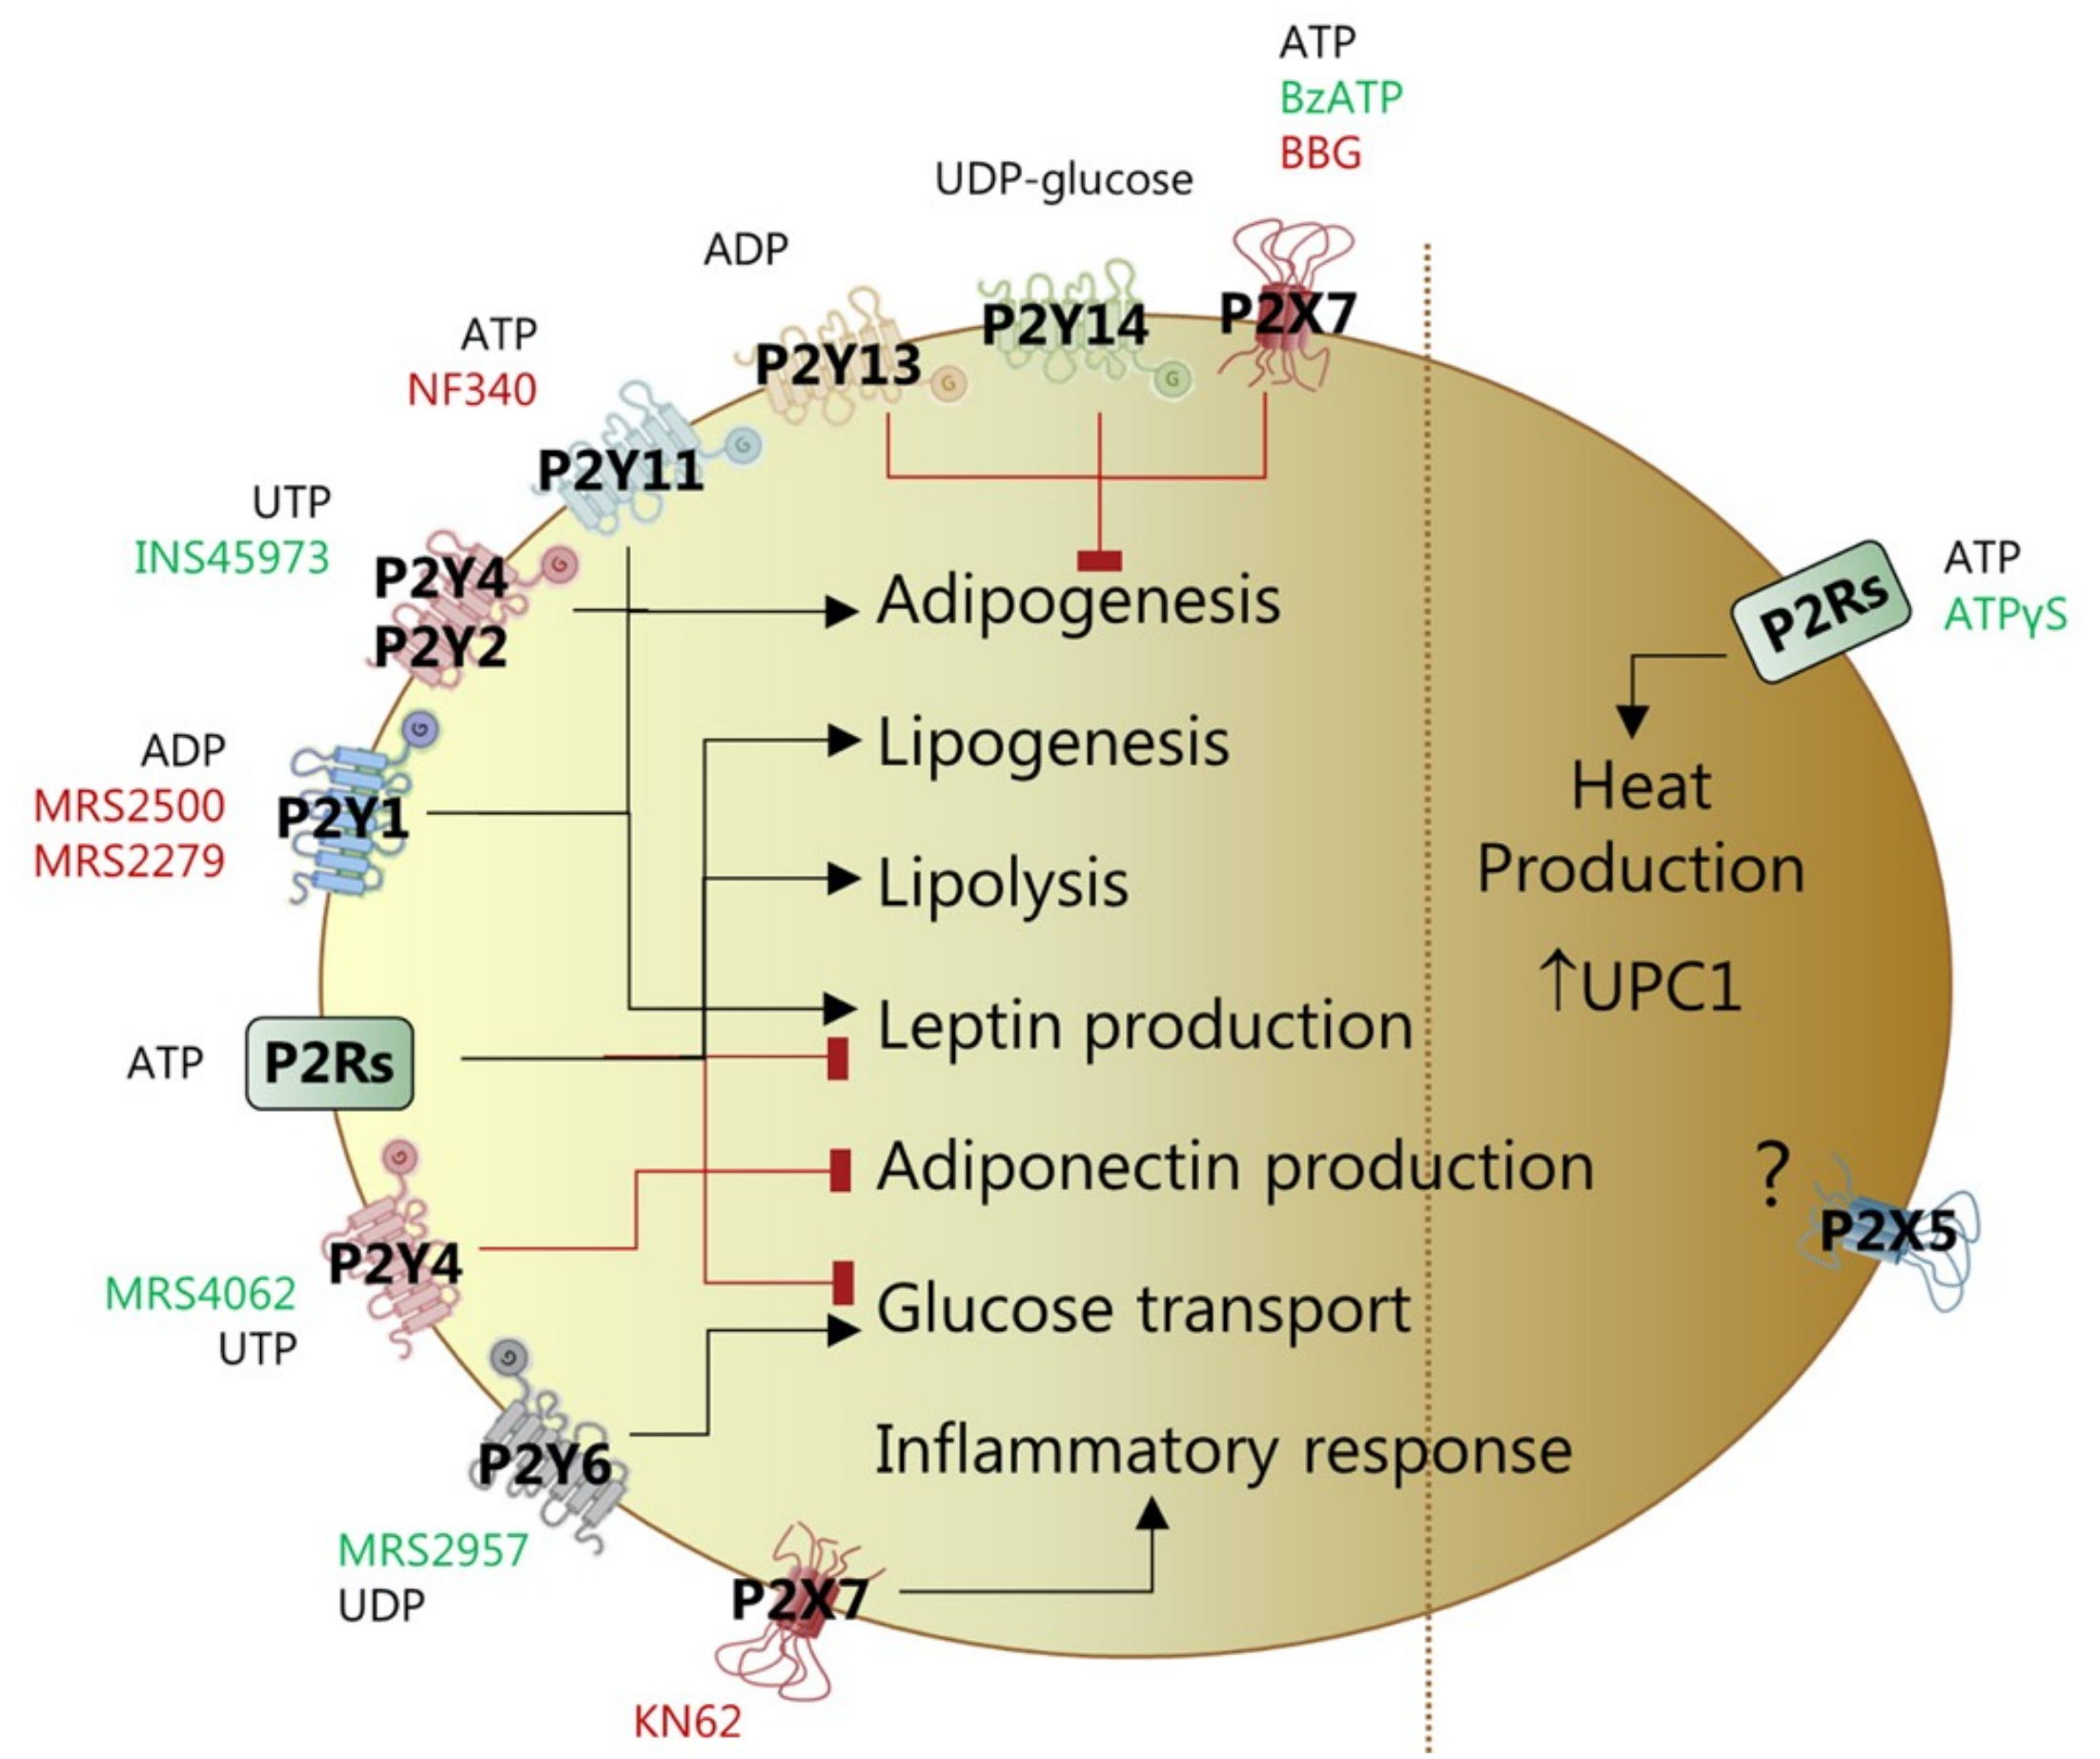 ATP
BzATP
BBG
UDP-glucose
ADP
P2Y14
P2X7
P2Y13
ATP
NF340
P2Y11
UTP
INS45973
P2Y4
P2Y2
ADP
MRS2500
MRS2279
P2Y1
ATP
P2Rs
MRS4062
UTP
P2Y4
MRS2957
UDP
P2Y6
P2X7
KN62
Adipogenesis
Lipogenesis
Lipolysis
Leptin production
Adiponectin production
Glucose transport
Inflammatory response
P2Rs
ATP
ATPγS
Heat
Production
↑UPC1
?
P2X5
G
G
G
G
G
G
G